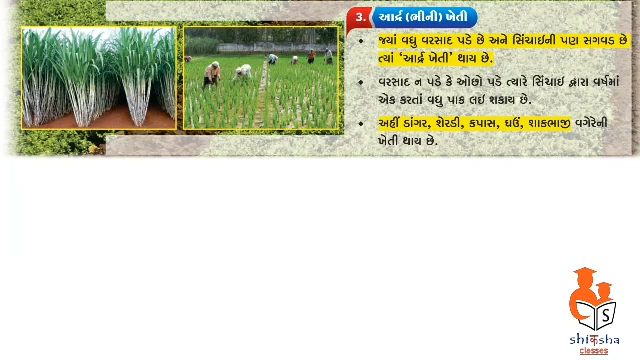 3. આર્દ્ર (ભીની) ખેતી
• જ્યાં વધુ વરસાદ પડે છે અને સિંચાઈની પણ સગવડ છે
ત્યાં ‘આર્દ્ર ખેતી’ થાય છે.
• વરસાદ ન પડે કે ઓછો પડે ત્યારે સિંચાઈ દ્વારા વર્ષમાં
એક કરતાં વધુ પાક લઈ શકાય છે.
• અહીં ડાંગર, શેરડી, કપાસ, ઘઉં, શાકભાજી વગેરેની
ખેતી થાય છે.
S
shiकsha
classes